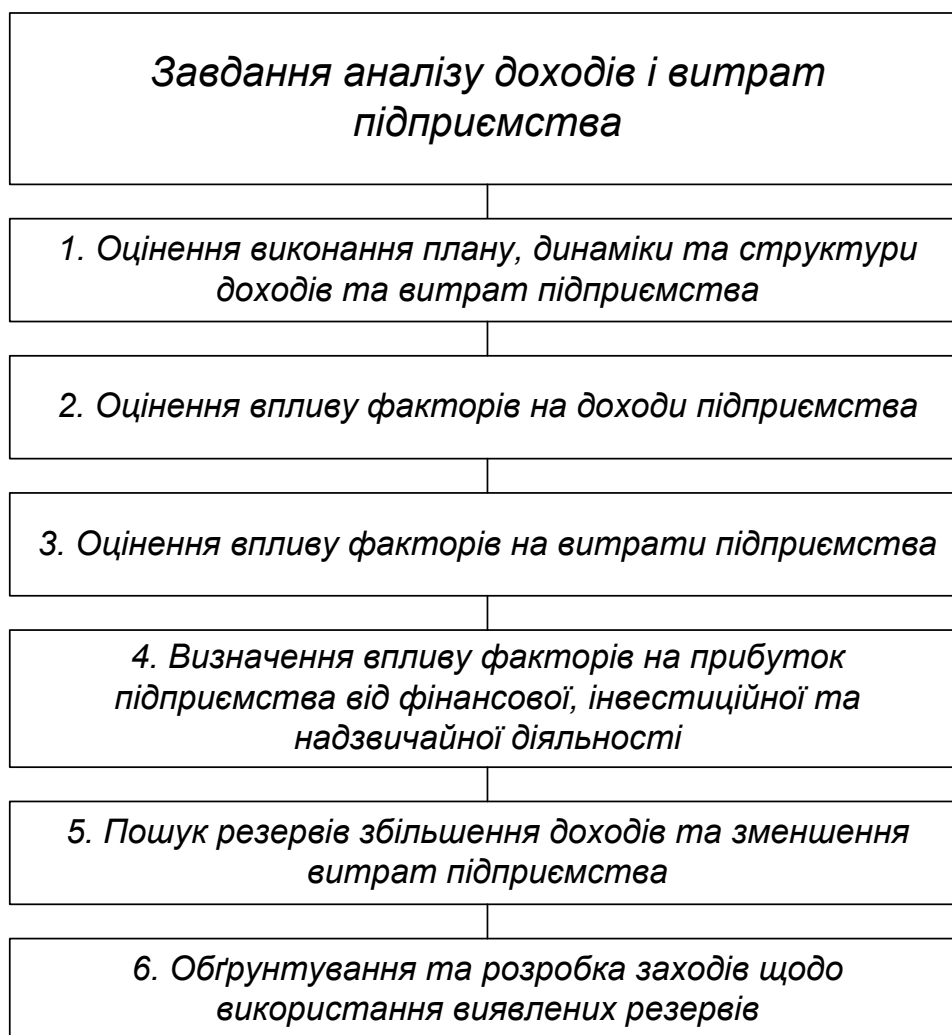 Завдання аналізу доходів і витрат
підприємства
1. Оцінення виконання плану, динаміки та структури
доходів та витрат підприємства
2. Оцінення впливу факторів на доходи підприємства
3. Оцінення впливу факторів на витрати підприємства
4. Визначення впливу факторів на прибуток
підприємства від фінансової, інвестиційної та
надзвичайної діяльності
5. Пошук резервів збільшення доходів та зменшення
витрат підприємства
6. Обґрунтування та розробка заходів щодо
використання виявлених резервів